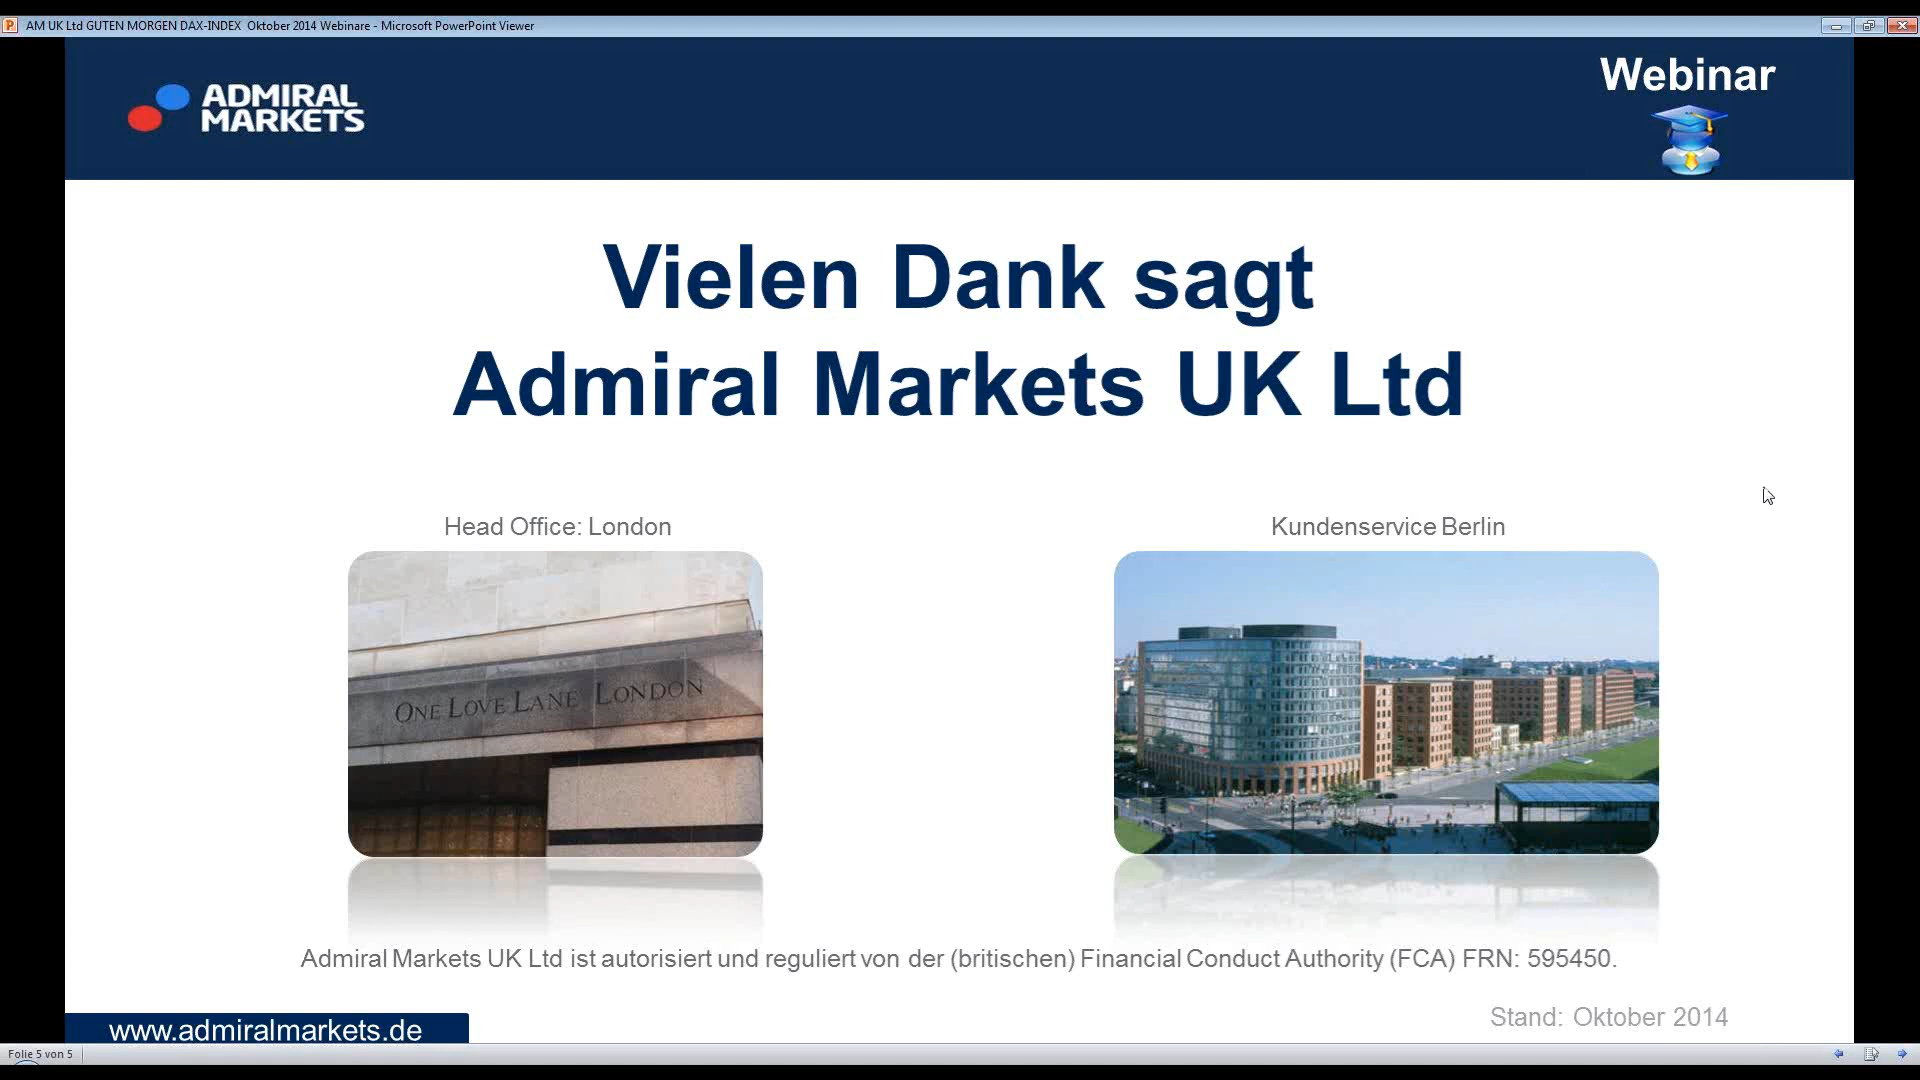 AM UK Ltd GUTEN MORGEN DAX-INDEX  Oktober 2014 Webinare - Microsoft PowerPoint Viewer
ADMIRAL
MARKETS
Webinar
Vielen Dank sagt
Admiral Markets UK Ltd
Head Office: London
Kundenservice Berlin
ONE LOVE LANE LONDON
Admiral Markets UK Ltd ist autorisiert und reguliert von der (britischen) Financial Conduct Authority (FCA) FRN: 595450.
Stand: Oktober 2014
www.admiralmarkets.de
Folie 5 von 5